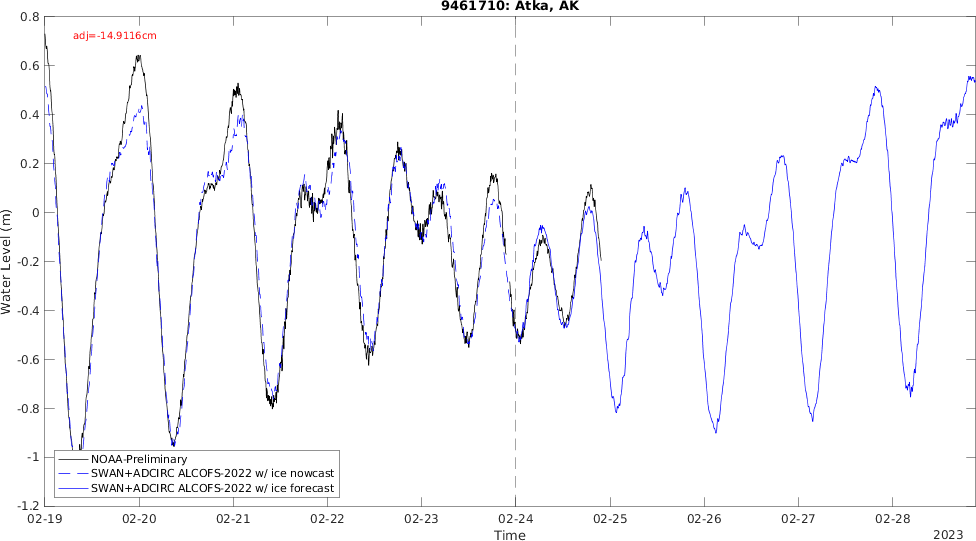 9461710: Atka, AK
adj=-14.9116cm
0.8
0.6
0.4
0.2
0
-0.2
-0.4
-0.6
-0.8
-1
-1.2
Water Level (m)
NOAA-Preliminary
SWAN+ADCIRC ALCOFS-2022 w/ ice nowcast
SWAN+ADCIRC ALCOFS-2022 w/ ice forecast
02-19 02-20 02-21 02-22 02-23 02-24 02-25 02-26 02-27 02-28
Time
2023